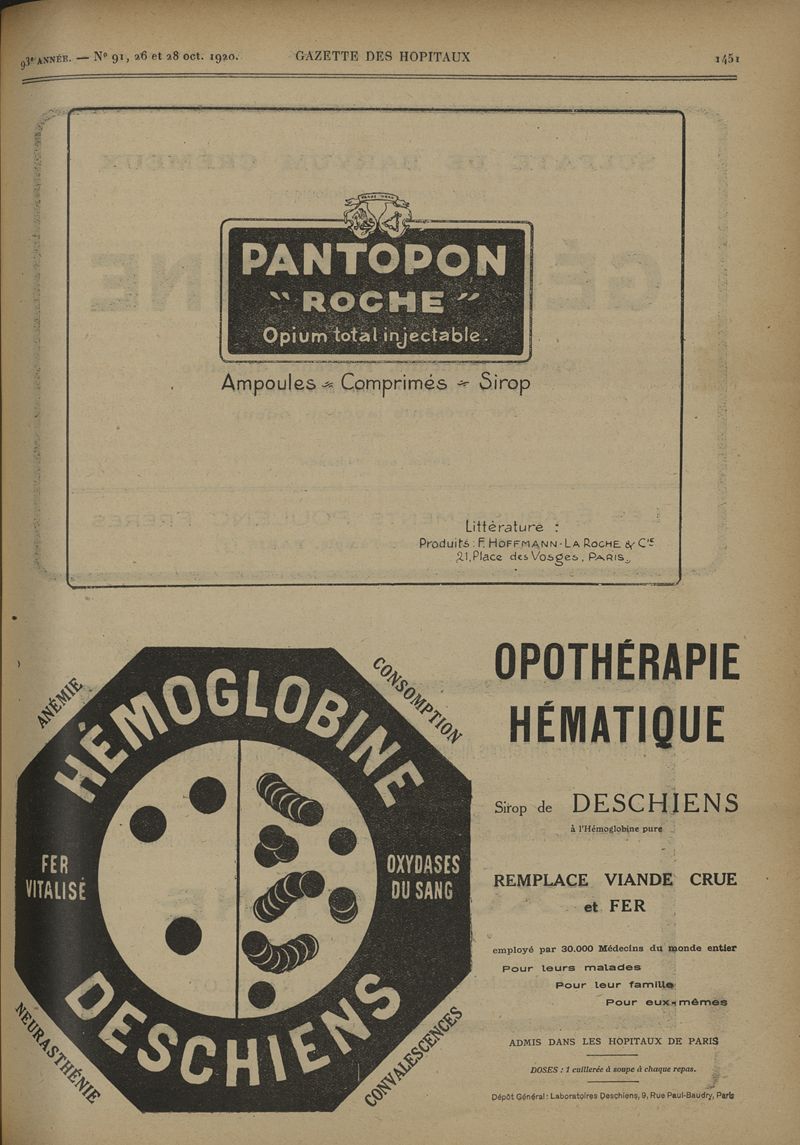 93e ANNÉE. — N° 91, 26 et 28 oct. 1920. GAZETTE DES HOPITAUX 1451
PANTOPON
"ROCHE"
Opium total injectable.
Ampoules - Comprimés - Sirop
Littérature :
Produits : F. HOFFMANN-LA ROCHE & Cie
21, Place des Vosges, PARIS.
ANÉMIE
CONSOMPTION
HÉMOGLOBINE
FER
VITALISÉ
OXYDASES
DU SANG
DESCHIENS
NEURASTHÉNIE
CONVALESCENCES
OPOTHÉRAPIE
HÉMATIQUE
Sirop de DESCHIENS
à l'Hémoglobine pure
REMPLACE VIANDE CRUE
et FER
employé par 30.000 Médecins du monde entier
Pour leurs malades
Pour leur famille
Pour eux-mêmes
ADMIS DANS LES HOPITAUX DE PARIS
DOSES : 1 cuillerée à soupe à chaque repas.
Dépôt Général : Laboratoires Deschiens, 9, Rue Paul-Baudry, Paris